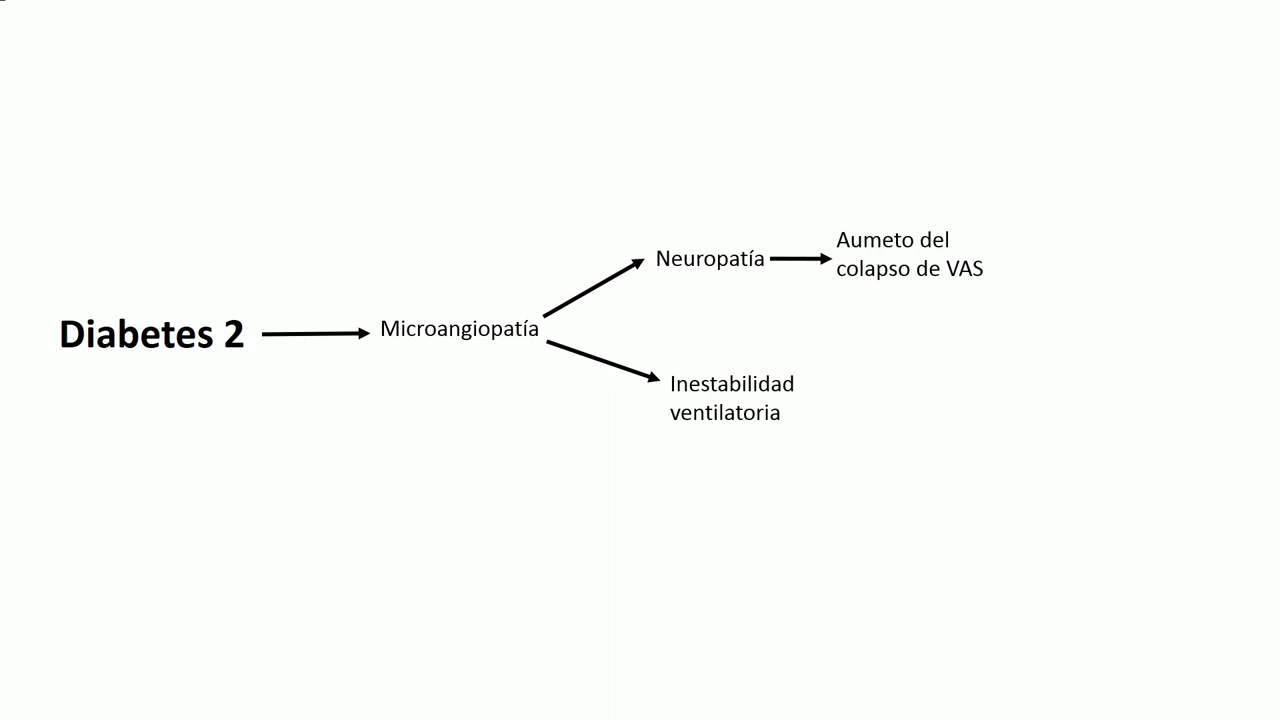 Aumeto del
Neuropatía
colapso de VAS
Diabetes 2
Microangiopatía
Inestabilidad
ventilatoria